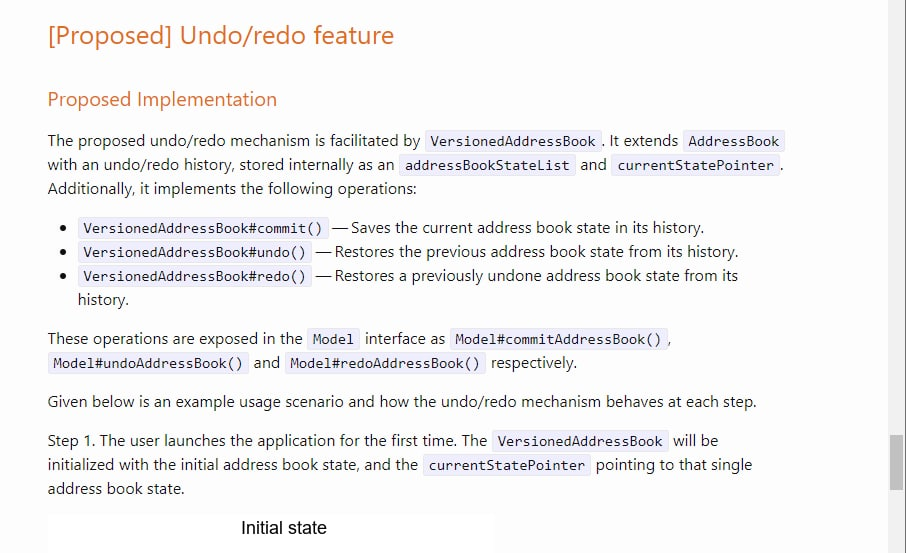 [Proposed] Undo/redo feature
Proposed Implementation
The proposed undo/redo mechanism is facilitated by VersionedAddressBook . It extends AddressBook
with an undo/redo history, stored internally as an addressBookStateList and currentStatePointer .
Additionally, it implements the following operations:
• VersionedAddressBook#commit() — Saves the current address book state in its history.
• VersionedAddressBook#undo() — Restores the previous address book state from its history.
• VersionedAddressBook#redo() — Restores a previously undone address book state from its
history.
These operations are exposed in the Model interface as Model#commitAddressBook() ,
Model#undoAddressBook() and Model#redoAddressBook() respectively.
Given below is an example usage scenario and how the undo/redo mechanism behaves at each step.
Step 1. The user launches the application for the first time. The VersionedAddressBook will be
initialized with the initial address book state, and the currentStatePointer pointing to that single
address book state.
Initial state